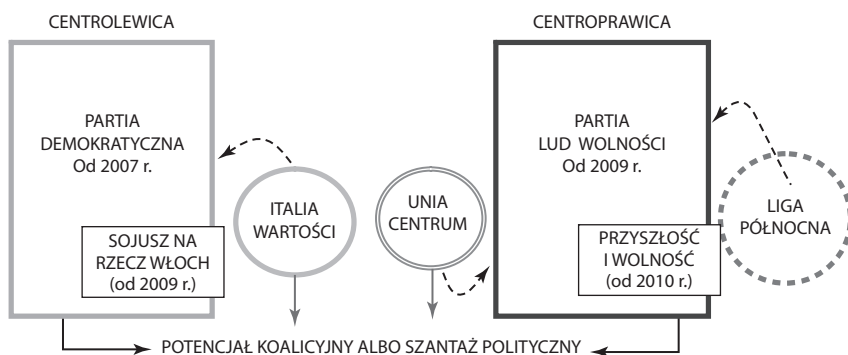 CENTROLEWICA
CENTROPRAWICA
PARTIA
DEMOKRATYCZNA
Od 2007 r.
SOJUSZ NA
RZECZ WŁOCH
(od 2009 r.)
ITALIA
WARTOŚCI
UNIA
CENTRUM
PARTIA
LUD WOLNOŚCI
Od 2009 r.
PRZYSZŁOŚĆ
I WOLNOŚĆ
(od 2010 r.)
LIGA
PÓŁNOCNA
POTENCJAŁ KOALICYJNY ALBO SZANTAŻ POLITYCZNY